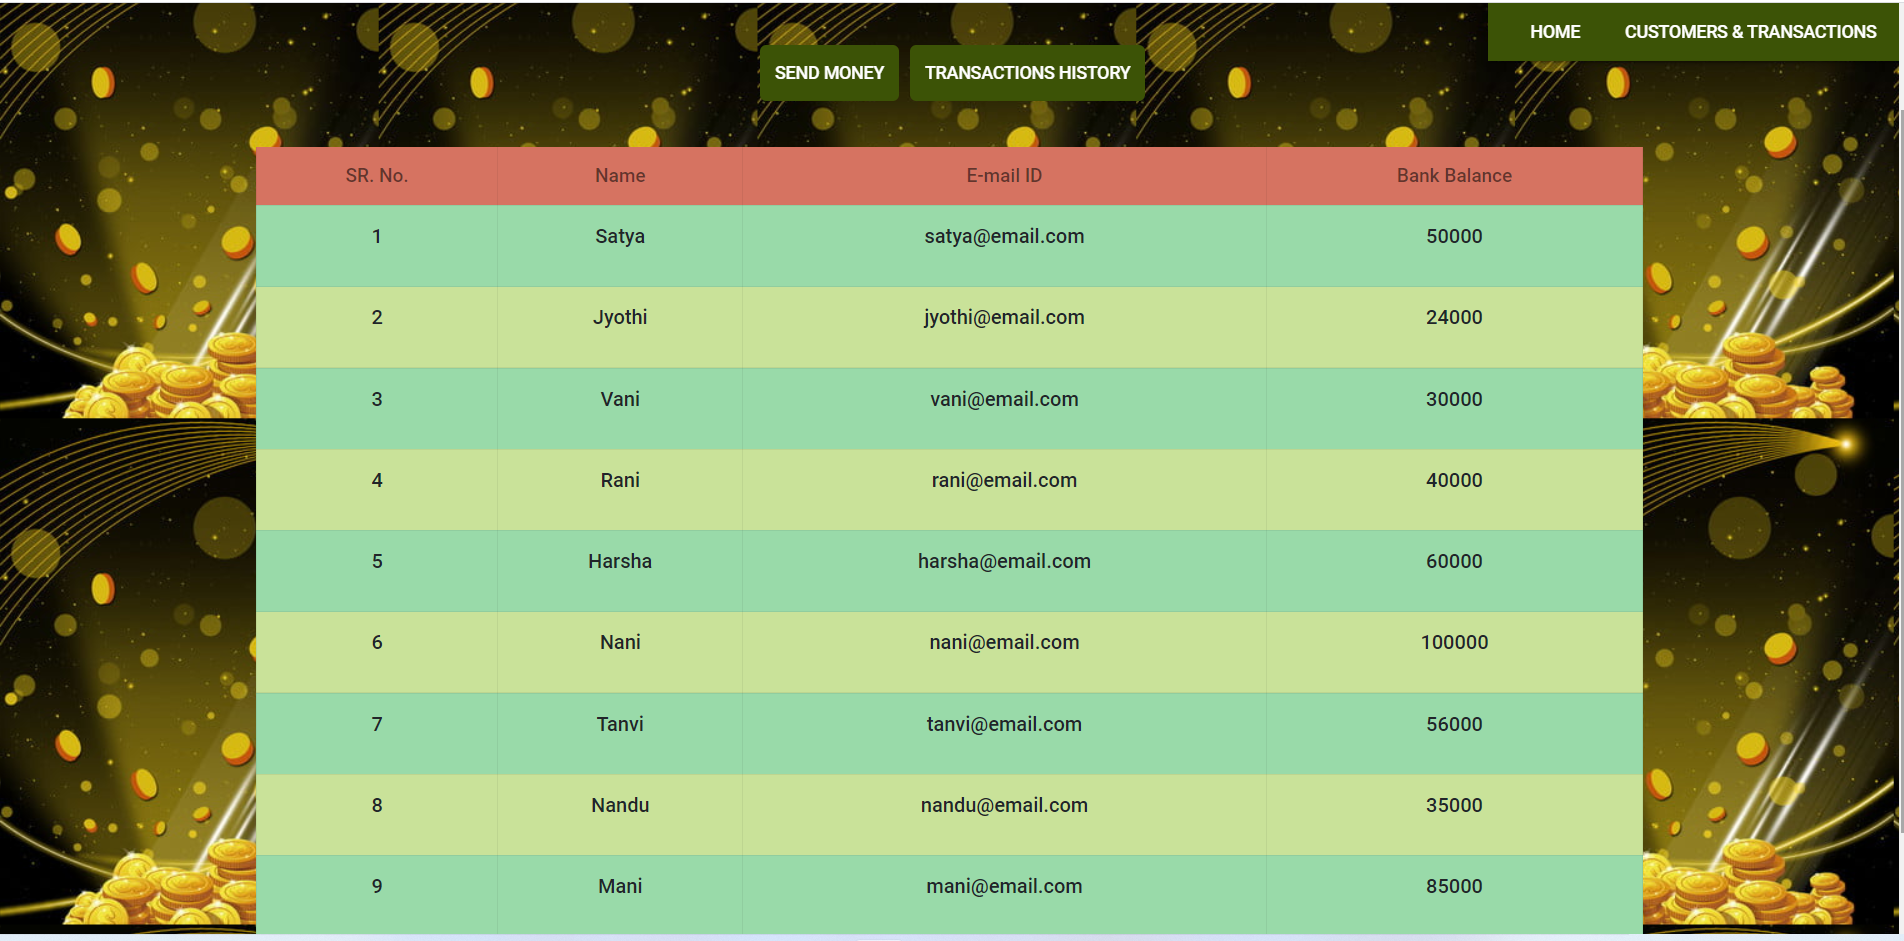 HOME CUSTOMERS & TRANSACTIONS
SEND MONEY TRANSACTIONS HISTORY
SR. No. Name E-mail ID Bank Balance
1 Satya satya@email.com 50000
2 Jyothi jyothi@email.com 24000
3 Vani vani@email.com 30000
4 Rani rani@email.com 40000
5 Harsha harsha@email.com 60000
6 Nani nani@email.com 100000
7 Tanvi tanvi@email.com 56000
8 Nandu nandu@email.com 35000
9 Mani mani@email.com 85000